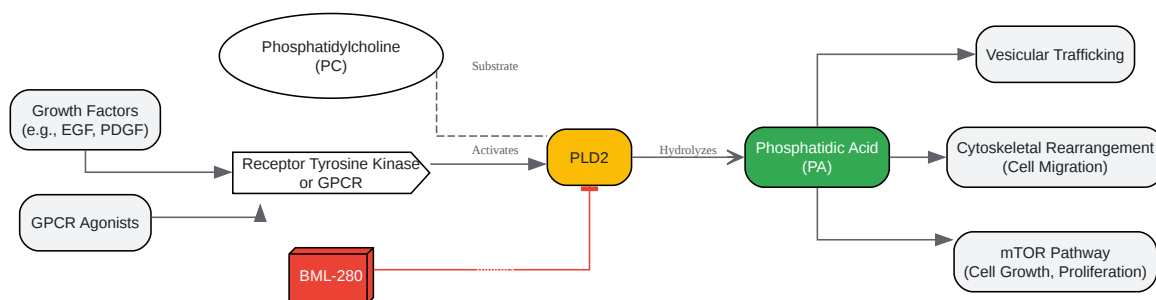 Phosphatidylcholine
(PC)
Substrate
Vesicular Trafficking
Growth Factors
(e.g., EGF, PDGF)
Receptor Tyrosine Kinase
or GPCR
Activates
PLD2
Hydrolyzes
Phosphatidic Acid
(PA)
Cytoskeletal Rearrangement
(Cell Migration)
GPCR Agonists
BML-280
mTOR Pathway
(Cell Growth, Proliferation)